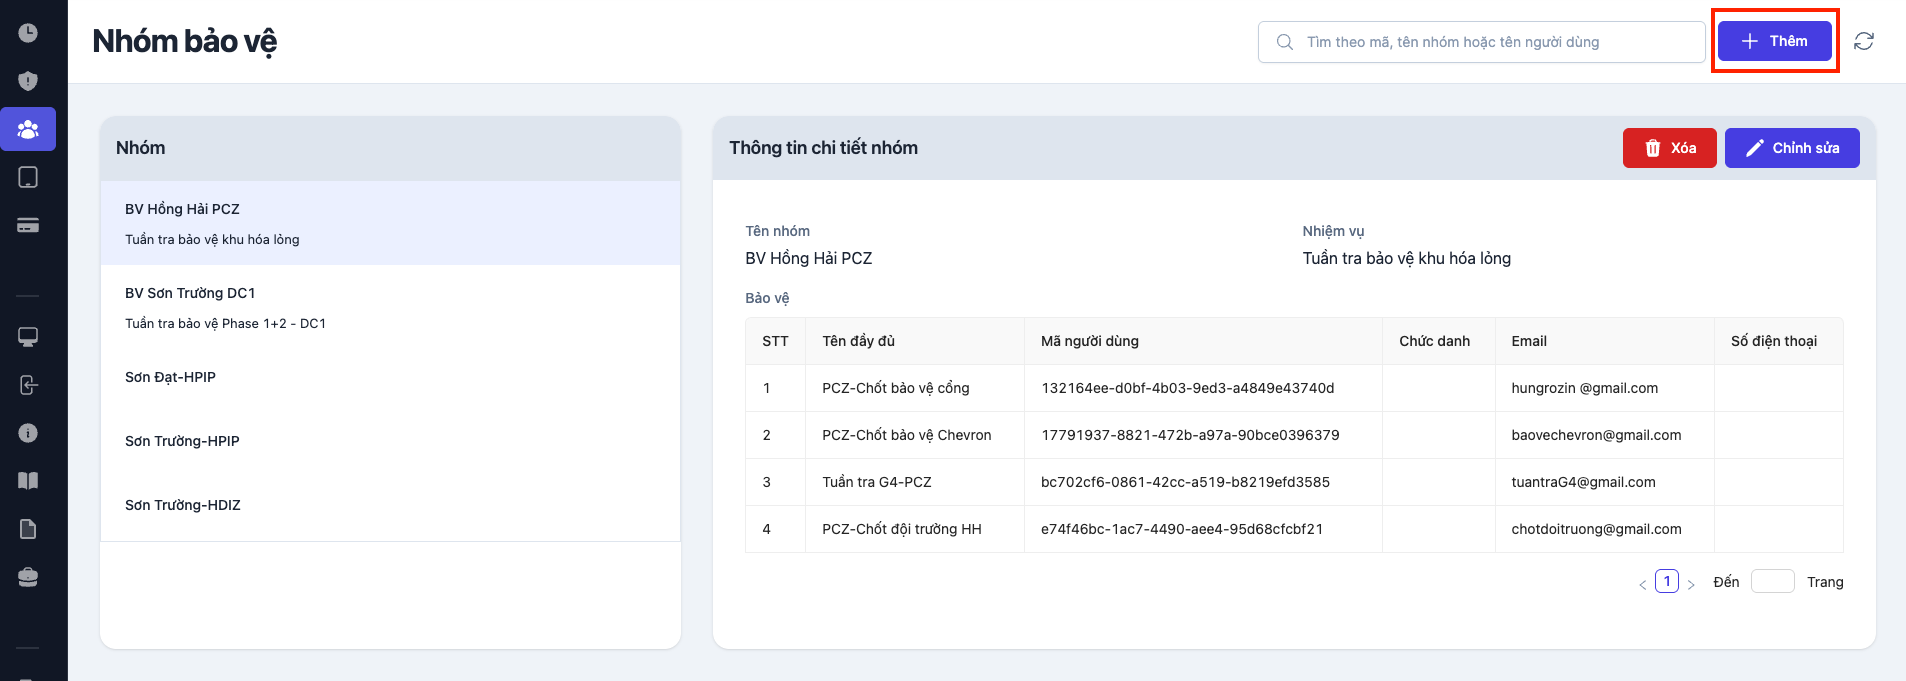 Nhóm bảo vệ
Tìm theo mã, tên nhóm hoặc tên người dùng
Thêm
Nhóm
BV Hồng Hải PCZ
Tuần tra bảo vệ khu hóa lỏng
BV Sơn Trường DC1
Tuần tra bảo vệ Phase 1+2 - DC1
Sơn Đạt-HPIP
Sơn Trường-HPIP
Sơn Trường-HDIZ
Thông tin chi tiết nhóm
Xóa
Chỉnh sửa
Tên nhóm
BV Hồng Hải PCZ
Nhiệm vụ
Tuần tra bảo vệ khu hóa lỏng
Bảo vệ
STT Tên đầy đủ Mã người dùng Chức danh Email Số điện thoại
1 PCZ-Chốt bảo vệ cổng 132164ee-d0bf-4b03-9ed3-a4849e43740d hungrozin @gmail.com
2 PCZ-Chốt bảo vệ Chevron 17791937-8821-472b-a97a-90bce0396379 baovechevron@gmail.com
3 Tuần tra G4-PCZ bc702cf6-0861-42cc-a519-b8219efd3585 tuantraG4@gmail.com
4 PCZ-Chốt đội trưởng HH e74f46bc-1ac7-4490-aee4-95d68cfcbf21 chotdoitruong@gmail.com
< 1 > Đến Trang